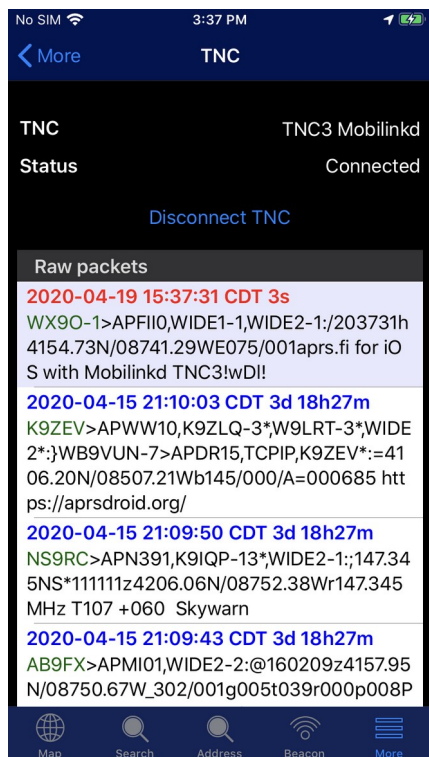 No SIM 3:37 PM
More TNC
TNC TNC3 Mobilinkd
Status Connected
Disconnect TNC
Raw packets
2020-04-19 15:37:31 CDT 3s
WX9O-1>APFII0,WIDE1-1,WIDE2-1:/203731h
4154.73N/08741.29WE075/001aprs.fi for iO
S with Mobilinkd TNC3!wDI!
2020-04-15 21:10:03 CDT 3d 18h27m
K9ZEV>APWW10,K9ZLQ-3*,W9LRT-3*,WIDE
2*:}WB9VUN-7>APDR15,TCPIP,K9ZEV*:=41
06.20N/08507.21Wb145/000/A=000685 htt
ps://aprsdroid.org/
2020-04-15 21:09:50 CDT 3d 18h27m
NS9RC>APN391,K9IQP-13*,WIDE2-1:;147.34
5NS*111111z4206.06N/08752.38Wr147.345
MHz T107 +060  Skywarn
2020-04-15 21:09:43 CDT 3d 18h27m
AB9FX>APMI01,WIDE2-2:@160209z4157.95
N/08750.67W_302/001g005t039r000p008P
Map Search Address Beacon More